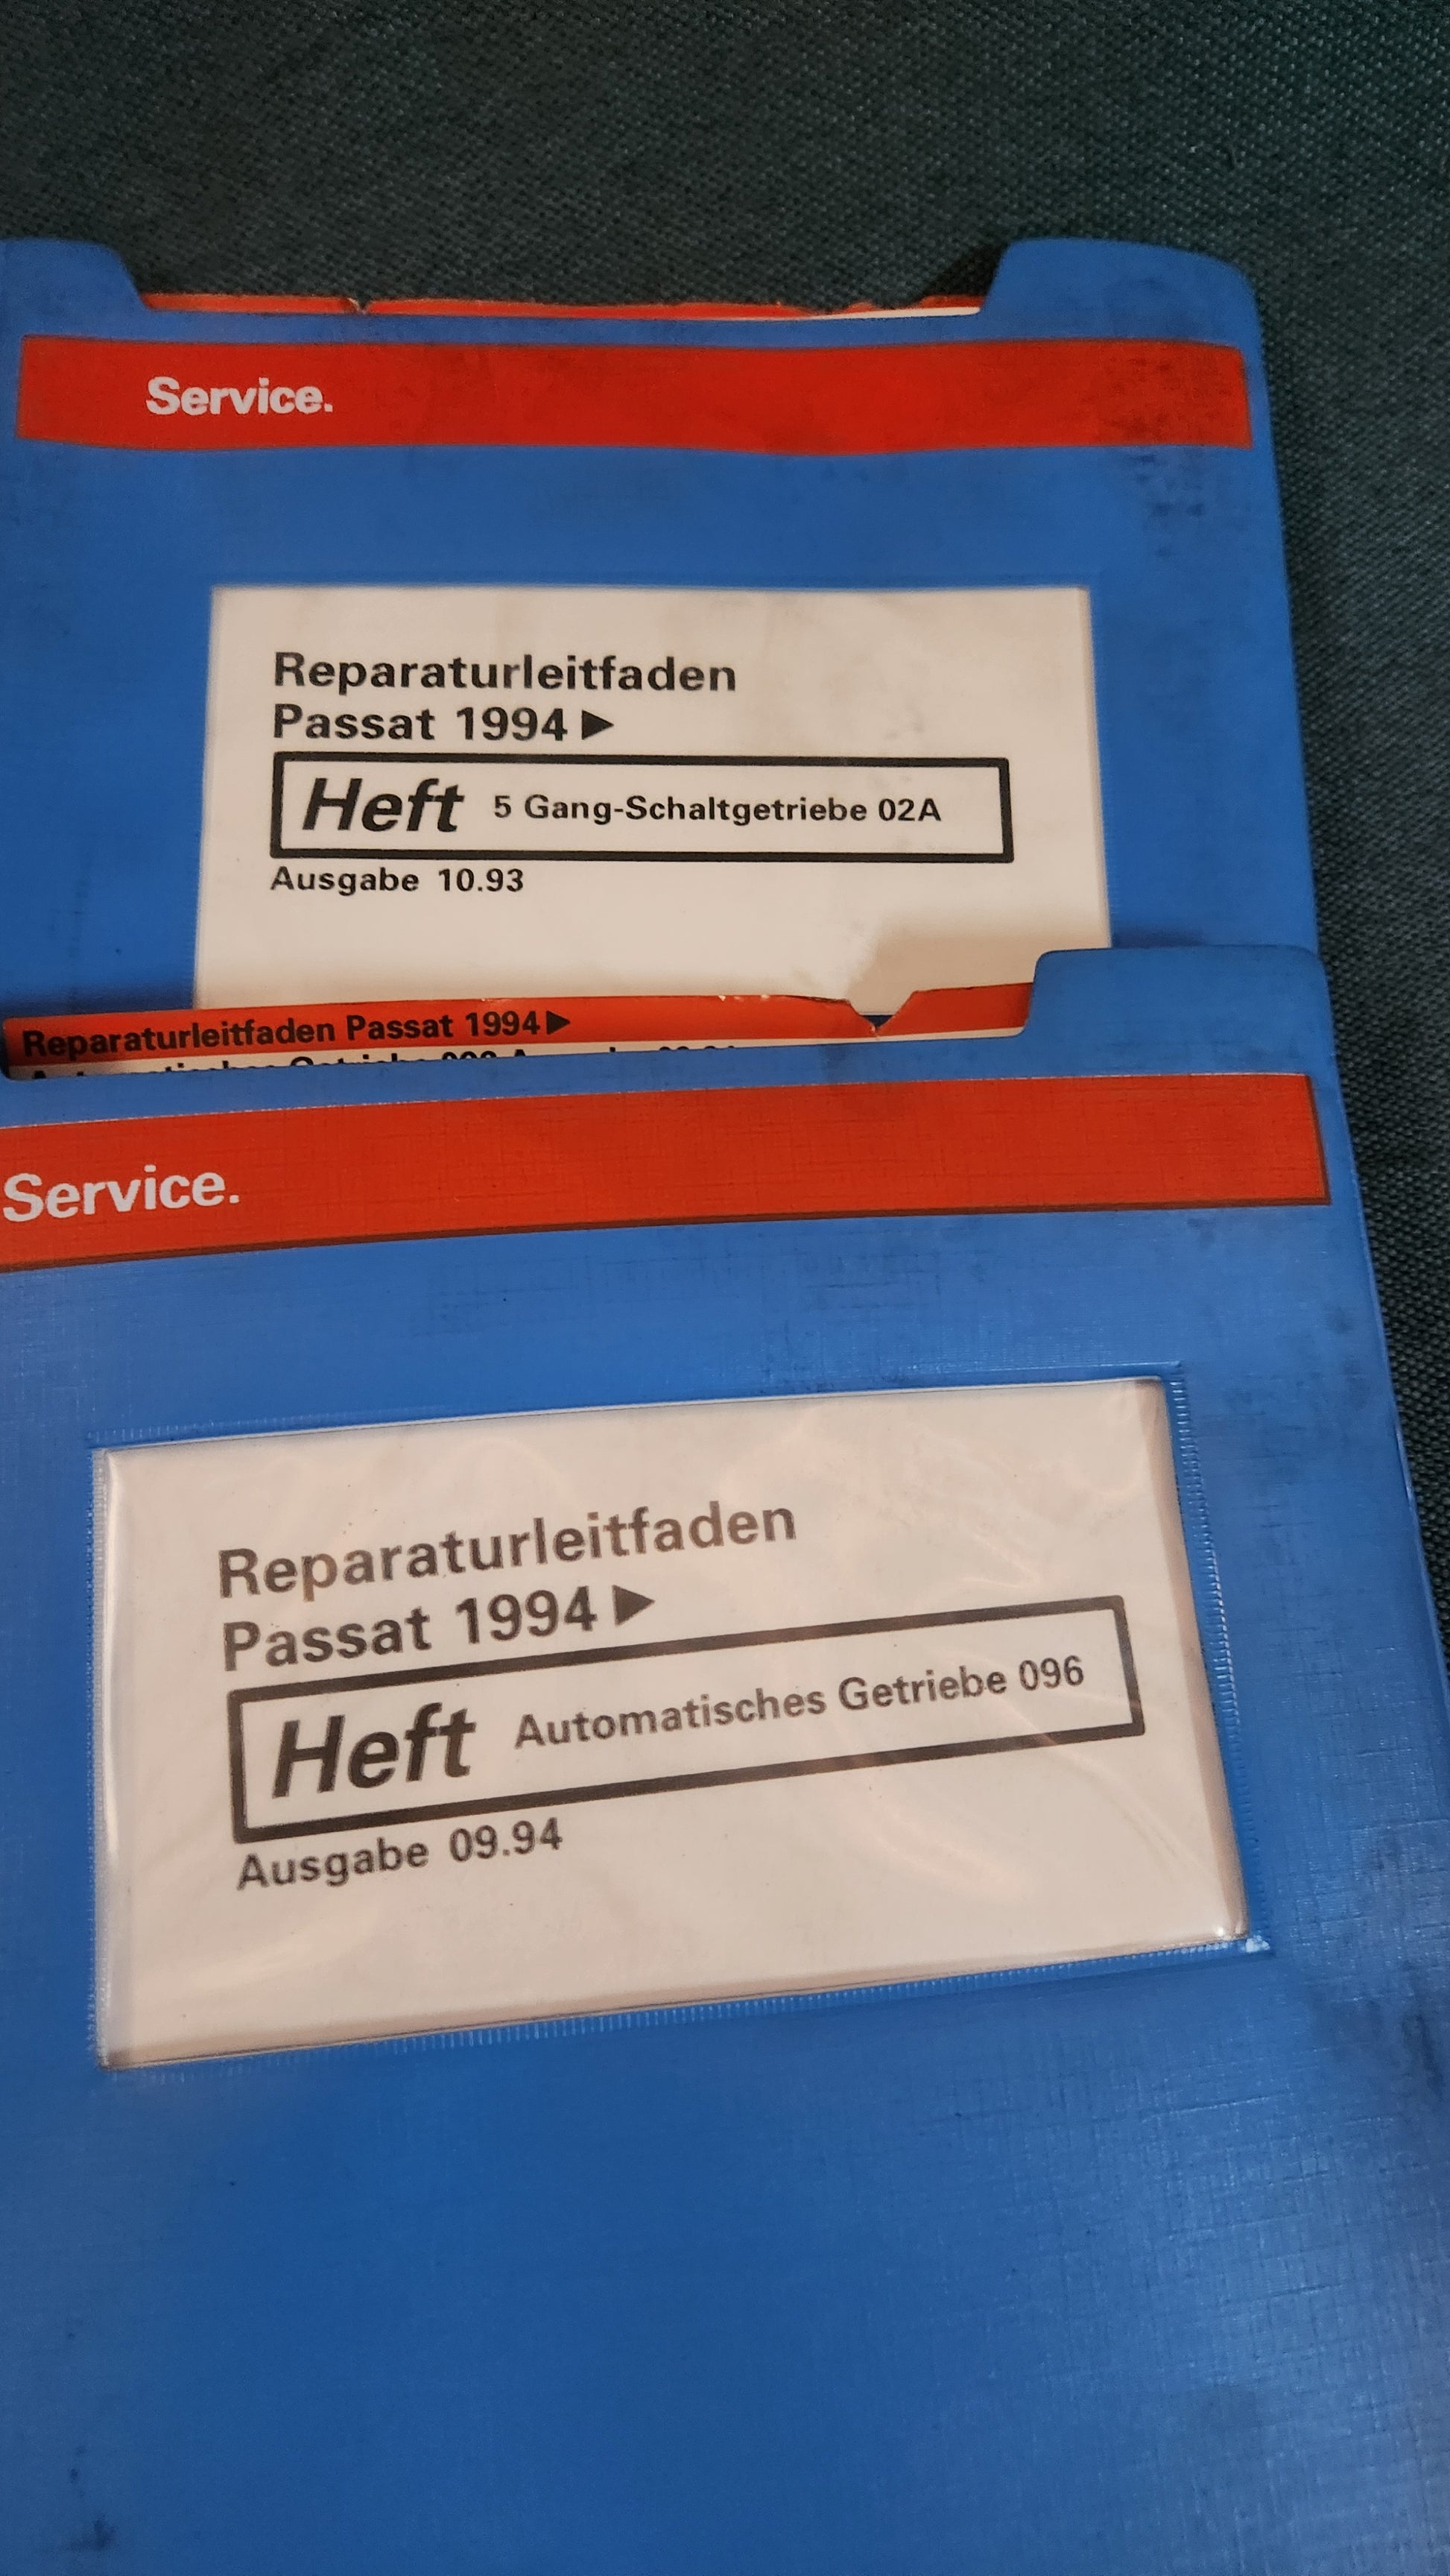 Service.
Reparaturleitfaden
Passat 1994 ▶
Heft 5 Gang-Schaltgetriebe 02A
Ausgabe 10.93
Reparaturleitfaden Passat 1994 ▶
Service.
Reparaturleitfaden
Passat 1994 ▶
Heft Automatisches Getriebe 096
Ausgabe 09.94